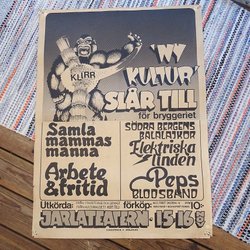 KLIRR
'NY
KULTUR'
SLÅR TILL
för bryggeriet
Samla
mammas
manna
Arbete
& fritid
SÖDRA BERGENS
BALALAJKOR
Elektriska
linden
Peps
BLODSBAND
Utkörda:
förköp:
10:-
JARLATEATERN · 15-16